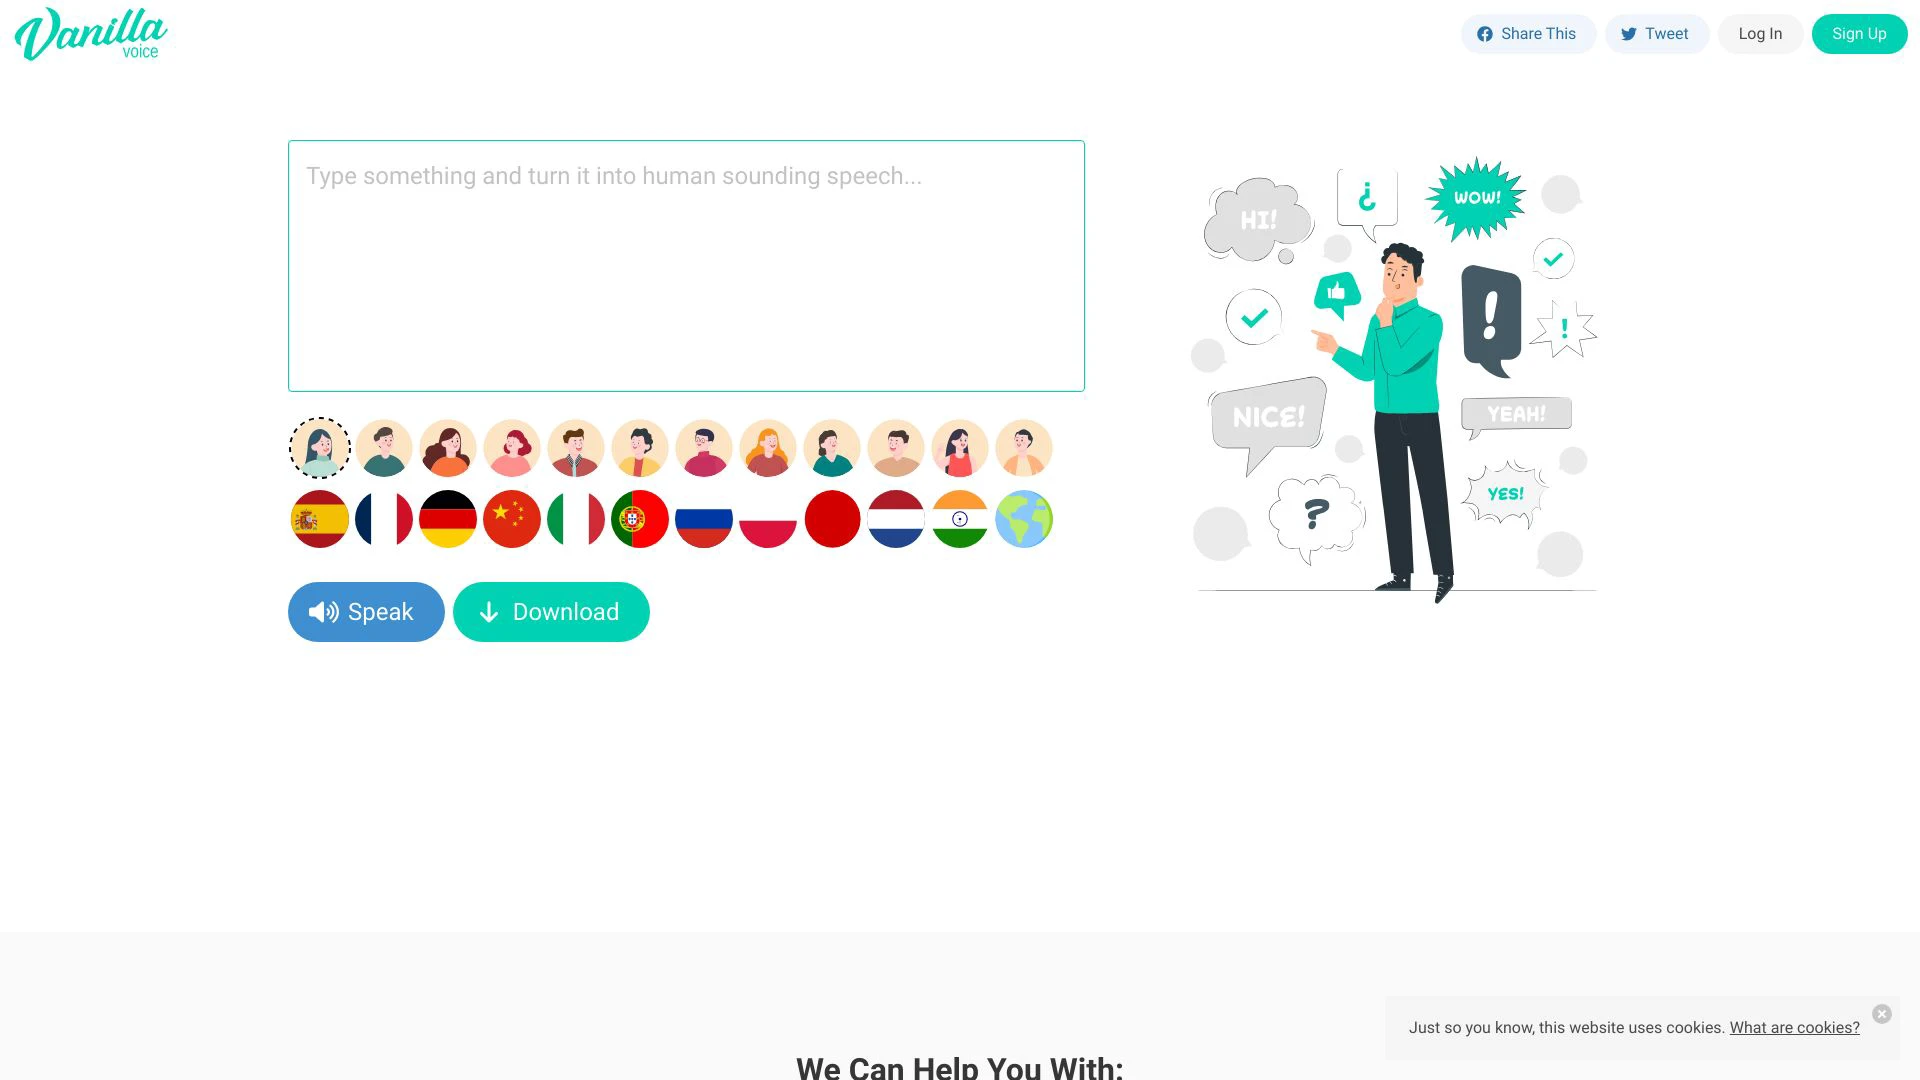 Vanilla
voice
Share This
Tweet
Log In
Sign Up
Type something and turn it into human sounding speech...
HI!
¿
WOW!
!
!
NICE!
YEAH!
?
YES!
Speak
Download
We Can Help You With:
Just so you know, this website uses cookies. What are cookies?